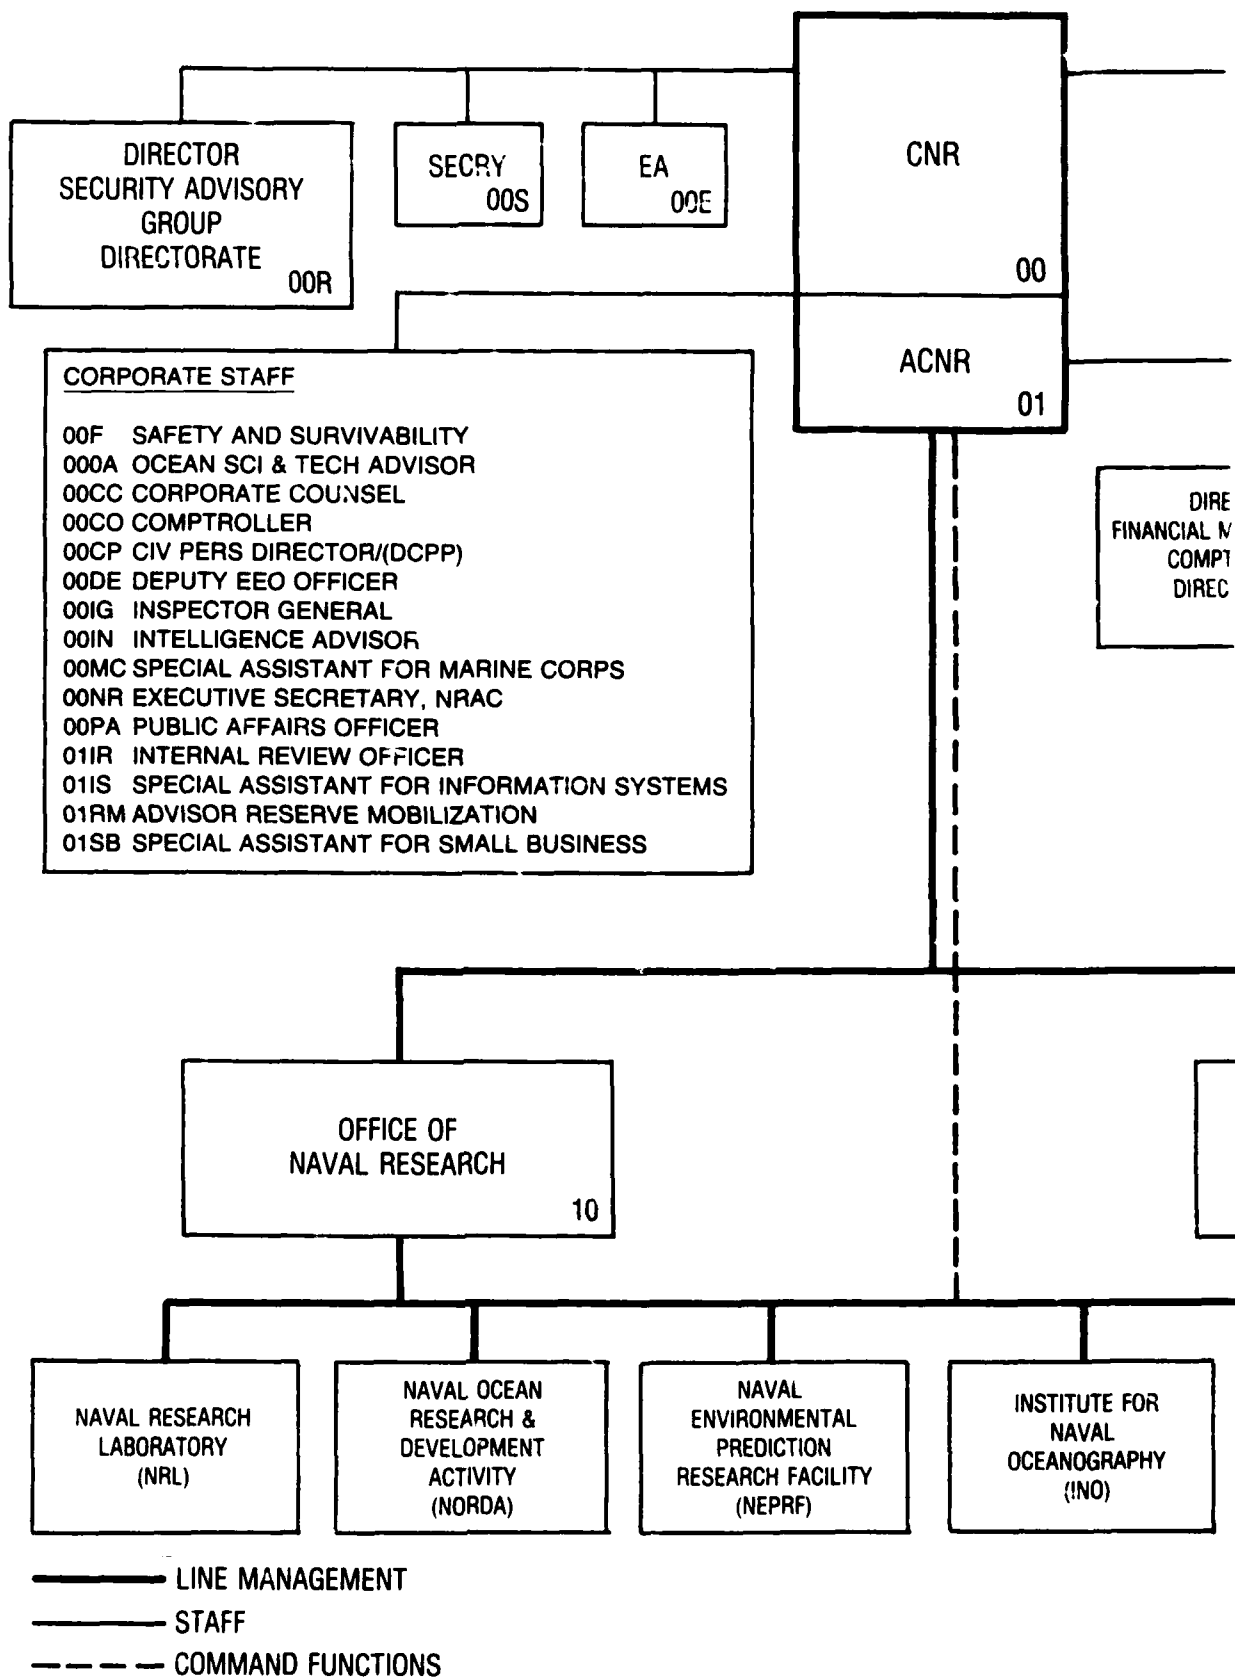 CNR
00
DIRECTOR
SECURITY ADVISORY
GROUP
DIRECTORATE
00R
SECRY
00S
EA
00E
ACNR
01
CORPORATE STAFF
00F SAFETY AND SURVIVABILITY
000A OCEAN SCI & TECH ADVISOR
00CC CORPORATE COUNSEL
00CO COMPTROLLER
00CP CIV PERS DIRECTOR/(DCPP)
00DE DEPUTY EEO OFFICER
00IG INSPECTOR GENERAL
00IN INTELLIGENCE ADVISOR
00MC SPECIAL ASSISTANT FOR MARINE CORPS
00NR EXECUTIVE SECRETARY, NRAC
00PA PUBLIC AFFAIRS OFFICER
01IR INTERNAL REVIEW OFFICER
01IS SPECIAL ASSISTANT FOR INFORMATION SYSTEMS
01RM ADVISOR RESERVE MOBILIZATION
01SB SPECIAL ASSISTANT FOR SMALL BUSINESS
DIRE
FINANCIAL
COMPT
DIREC
OFFICE OF
NAVAL RESEARCH
10
NAVAL RESEARCH
LABORATORY
(NRL)
NAVAL OCEAN
RESEARCH &
DEVELOPMENT
ACTIVITY
(NORDA)
NAVAL
ENVIRONMENTAL
PREDICTION
RESEARCH FACILITY
(NEPRF)
INSTITUTE FOR
NAVAL
OCEANOGRAPHY
(INO)
LINE MANAGEMENT
STAFF
COMMAND FUNCTIONS